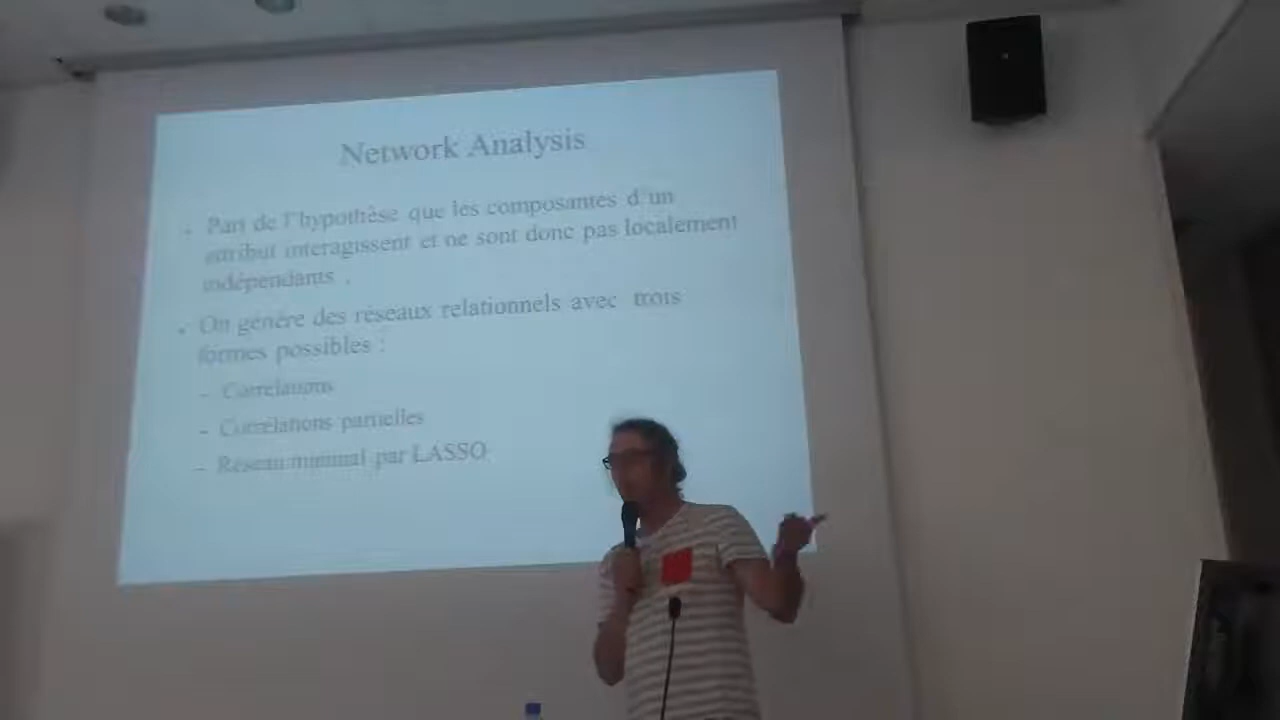 Network Analysis
Part de l'hypothèse que les composantes d'un
attribut interagissent et ne sont donc pas localement
indépendants .
On génère des réseaux relationnels avec trois
formes possibles :
- Corrélations
- Corrélations partielles
- Réseau minimal par LASSO